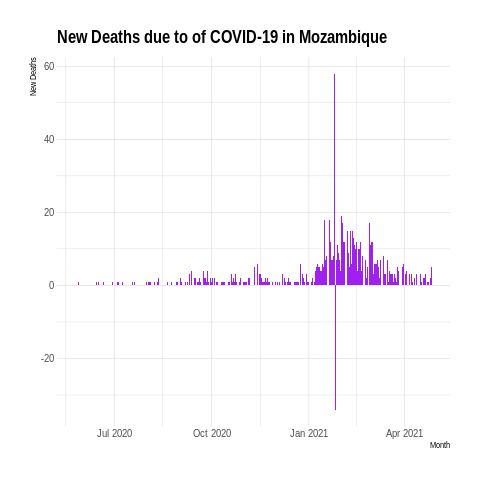 New Deaths due to of COVID-19 in Mozambique
New Deaths
60
40
20
0
-20
Jul 2020
Oct 2020
Jan 2021
Apr 2021
Month